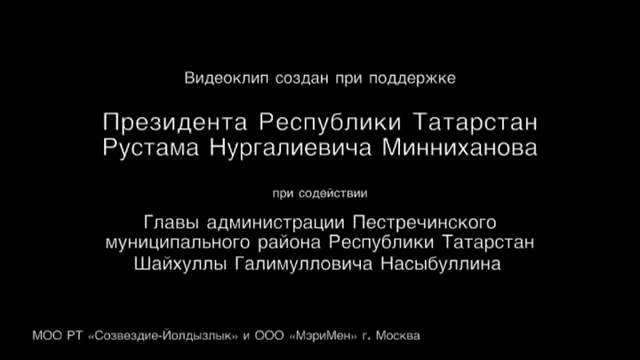 Видеоклип создан при поддержке
Президента Республики Татарстан
Рустама Нургалиевича Минниханова
при содействии
Главы администрации Пестречинского
муниципального района Республики Татарстан
Шайхуллы Галимулловича Насыбуллина
МОО РТ «Созвездие-Йолдызлык» и ООО «МэриМен» г. Москва